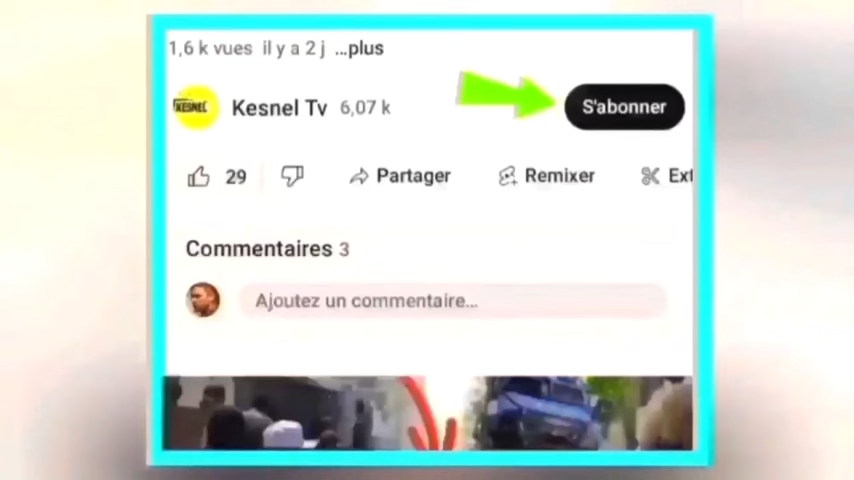 1,6 k vues il y a 2 j ...plus
KESNEL Kesnel Tv 6,07 k S'abonner
29 Partager Remixer Ext
Commentaires 3
Ajoutez un commentaire...